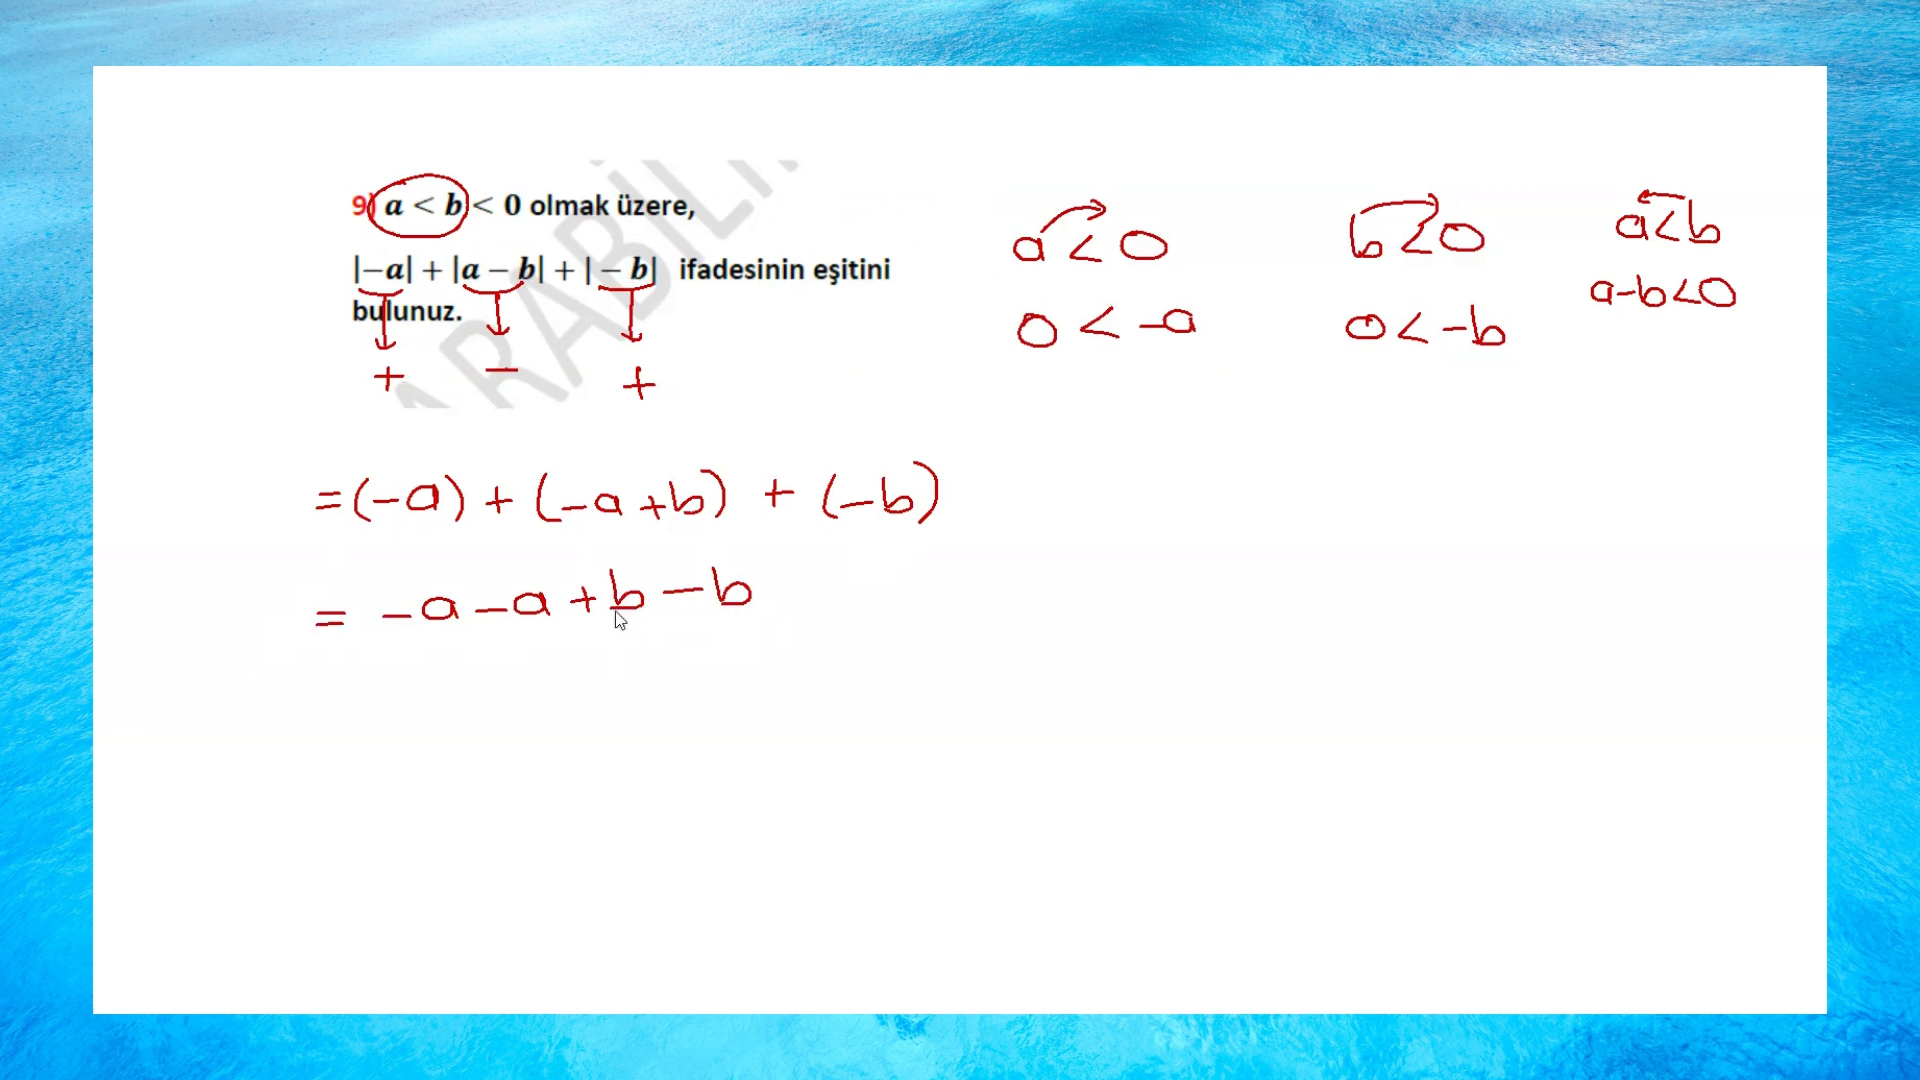 9) a < b < 0 olmak üzere,
|−a| + |a − b| + | − b| ifadesinin eşitini
bulunuz.
+ − +
a < 0
0 < -a
b < 0
0 < -b
a < b
a-b < 0
= (-a) + (-a+b) + (-b)
= -a -a +b -b